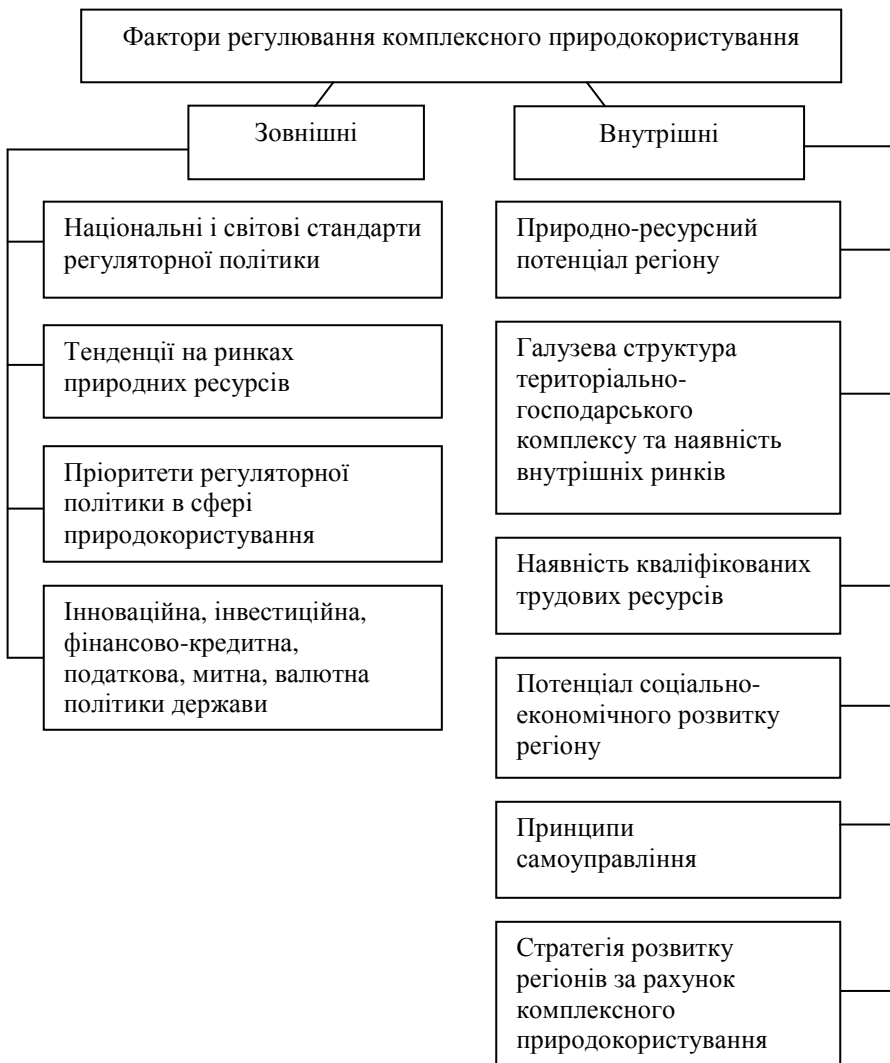 Фактори регулювання комплексного природокористування
Зовнішні
Внутрішні
Національні і світові стандарти
регуляторної політики
Тенденції на ринках
природних ресурсів
Пріоритети регуляторної
політики в сфері
природокористування
Інноваційна, інвестиційна,
фінансово-кредитна,
податкова, митна, валютна
політики держави
Природно-ресурсний
потенціал регіону
Галузева структура
територіально-
господарського
комплексу та наявність
внутрішніх ринків
Наявність кваліфікованих
трудових ресурсів
Потенціал соціально-
економічного розвитку
регіону
Принципи
самоуправління
Стратегія розвитку
регіонів за рахунок
комплексного
природокористування